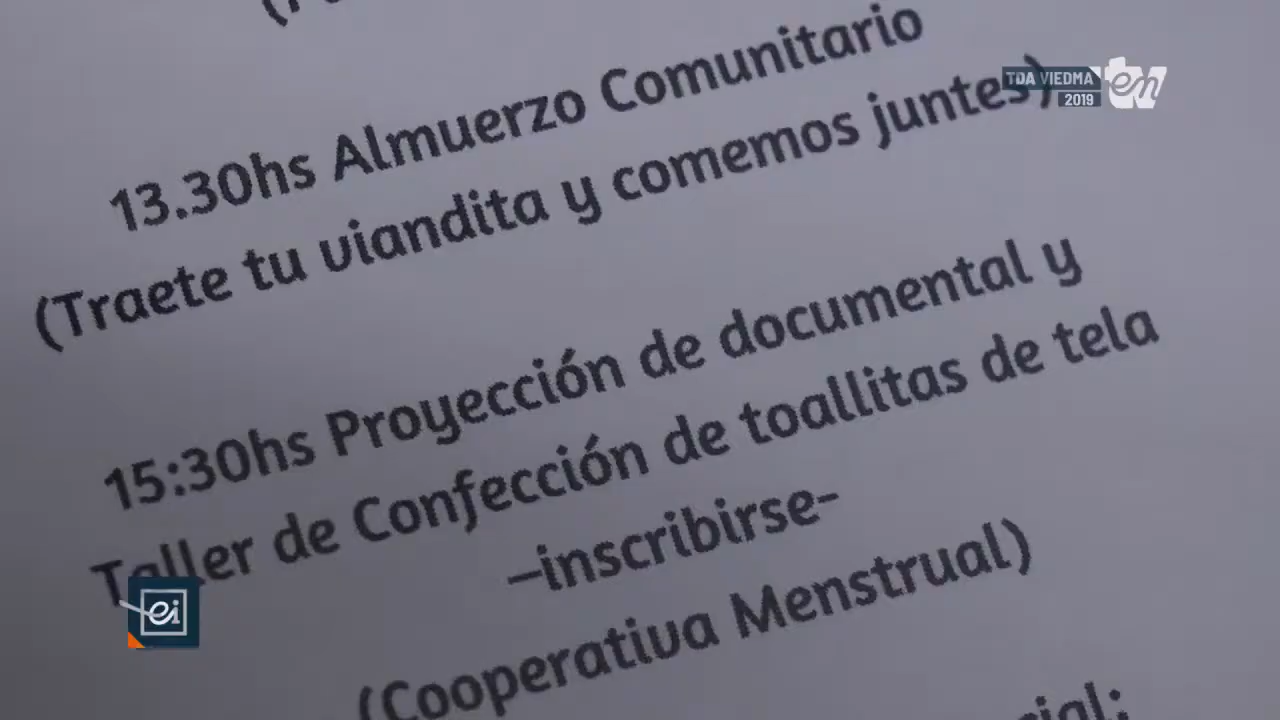 13.30hs Almuerzo Comunitario
(Traete tu viandita y comemos juntes)
15:30hs Proyección de documental y
Taller de Confección de toallitas de tela
–inscribirse-
(Cooperativa Menstrual)
TDA VIEDMA
2019
en
tv
ei